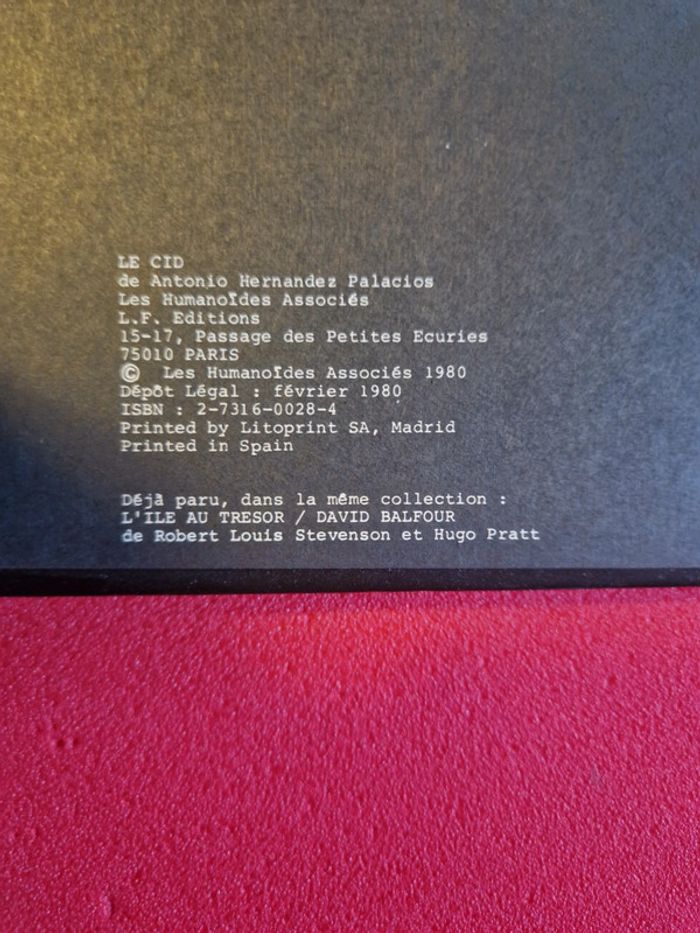 LE CID
de Antonio Hernandez Palacios
Les Humanoïdes Associés
L.F. Editions
15-17, Passage des Petites Ecuries
75010 PARIS
© Les Humanoïdes Associés 1980
Dépôt Légal : février 1980
ISBN : 2-7316-0028-4
Printed by Litoprint SA, Madrid
Printed in Spain
Déjà paru, dans la même collection :
L'ILE AU TRESOR / DAVID BALFOUR
de Robert Louis Stevenson et Hugo Pratt